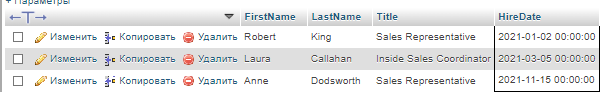 + Параметры
←T→ FirstName LastName Title HireDate
Изменить Копировать Удалить Robert King Sales Representative 2021-01-02 00:00:00
Изменить Копировать Удалить Laura Callahan Inside Sales Coordinator 2021-03-05 00:00:00
Изменить Копировать Удалить Anne Dodsworth Sales Representative 2021-11-15 00:00:00